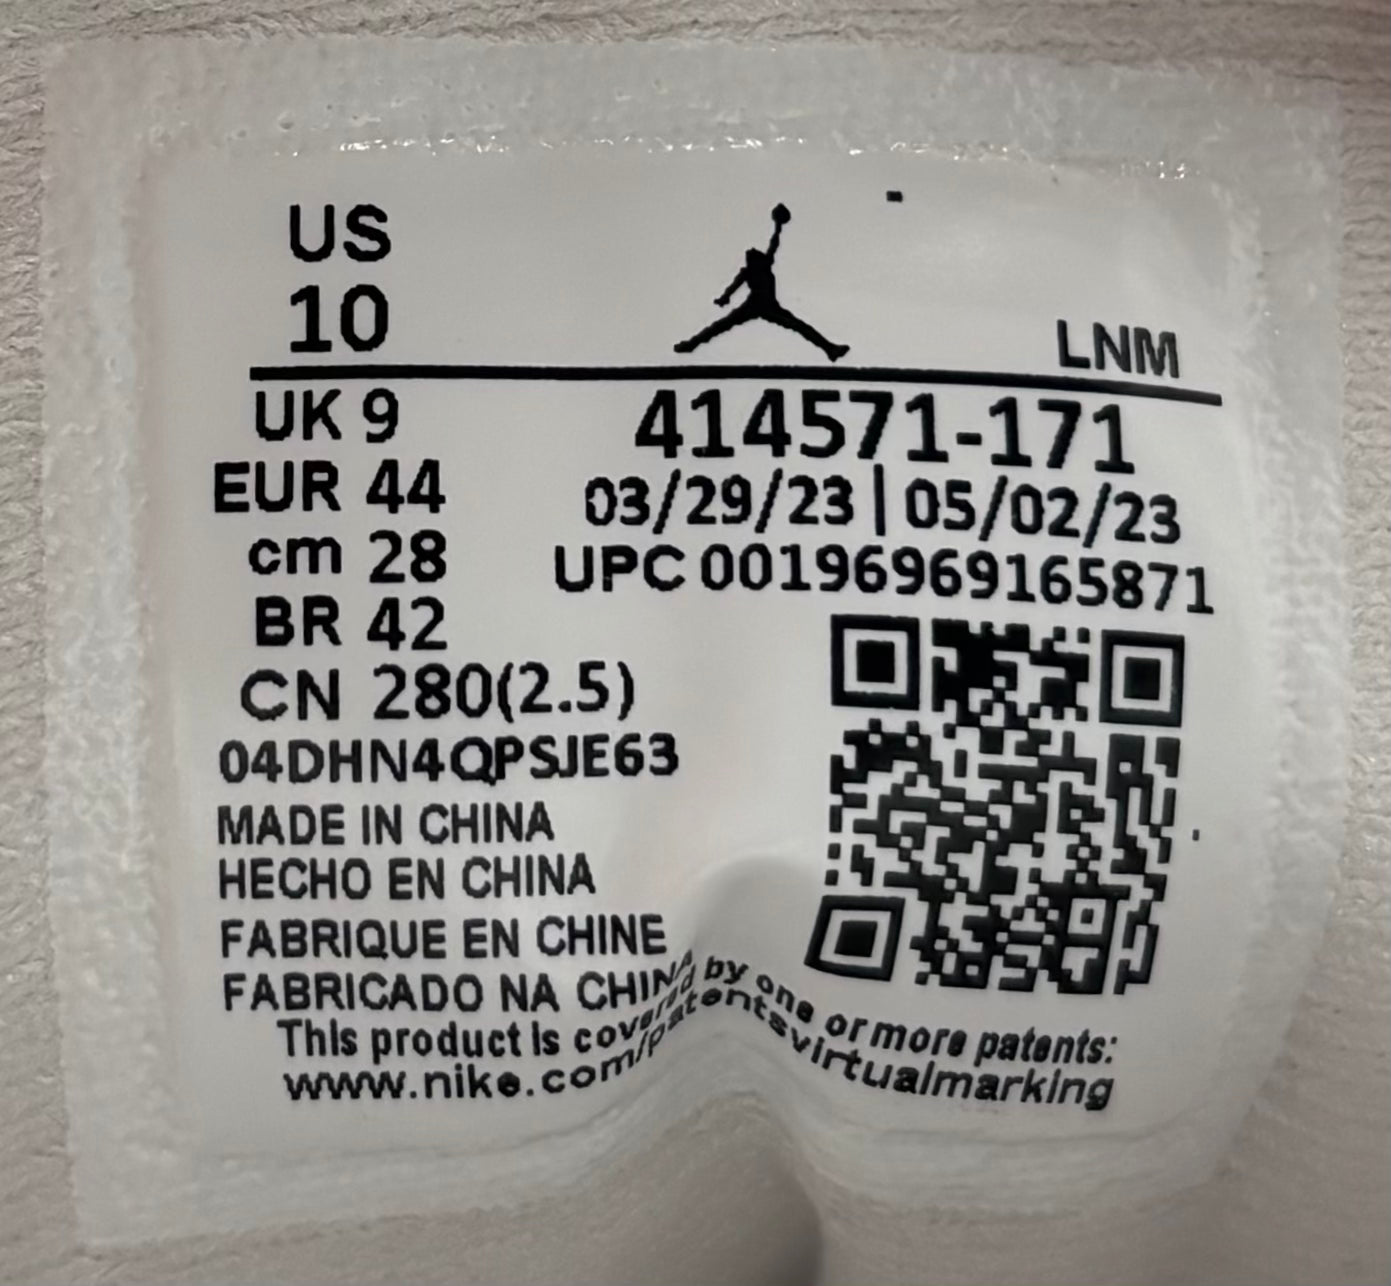 US
10
LNM
UK 9
EUR 44
cm 28
BR 42
CN 280(2.5)
414571-171
03/29/23 | 05/02/23
UPC 00196969165871
04DHN4QPSJE63
MADE IN CHINA
HECHO EN CHINA
FABRIQUE EN CHINE
FABRICADO NA CHINA
This product is covered by one or more patents:
www.nike.com/patentsvirtualmarking